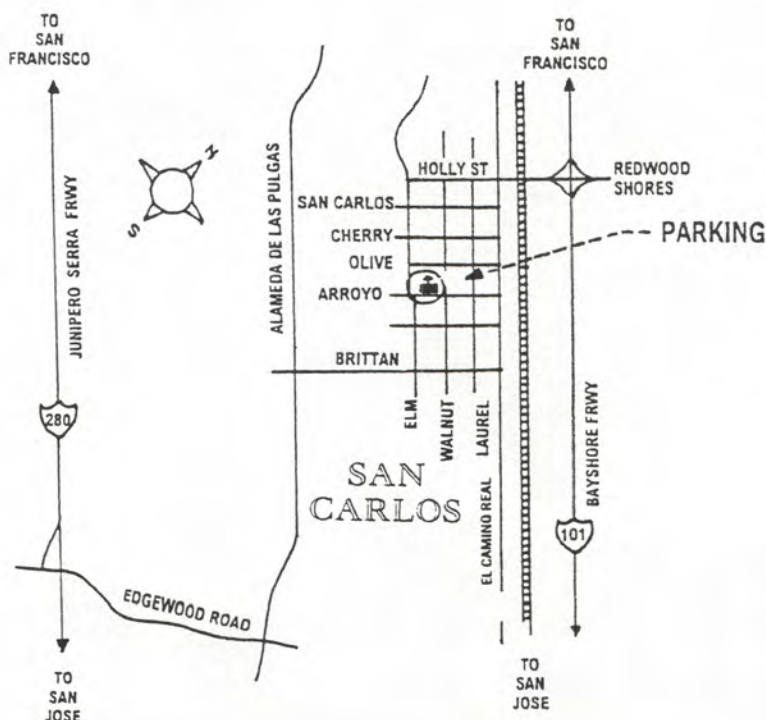 TO
SAN
FRANCISCO
TO
SAN
FRANCISCO
N
S
JUNIPERO SERRA FRWY
ALAMEDA DE LAS PULGAS
HOLLY ST
REDWOOD
SHORES
SAN CARLOS
CHERRY
OLIVE
PARKING
ARROYO
BRITTAN
280
ELM
WALNUT
LAUREL
EL CAMINO REAL
BAYSHORE FRWY
SAN
CARLOS
101
EDGEWOOD ROAD
TO
SAN
JOSE
TO
SAN
JOSE